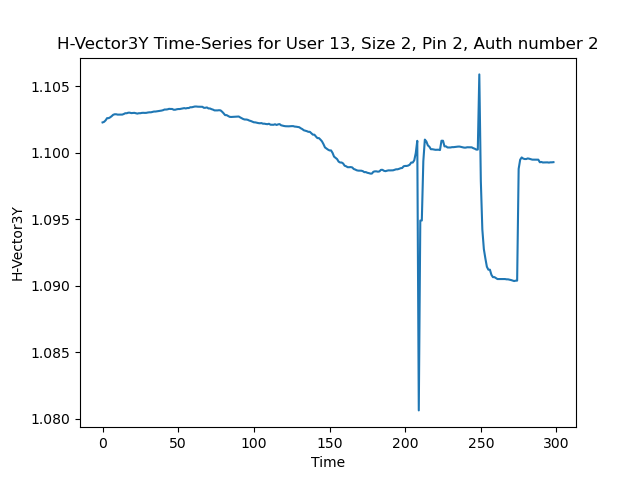 H-Vector3Y Time-Series for User 13, Size 2, Pin 2, Auth number 2
1.105
1.100
1.095
1.090
1.085
1.080
H-Vector3Y
0 50 100 150 200 250 300
Time